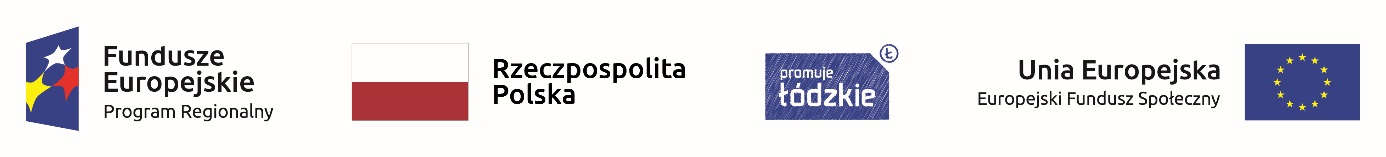 Fundusze
Europejskie
Program Regionalny
Rzeczpospolita
Polska
Ł
promuje
łódzkie
Unia Europejska
Europejski Fundusz Społeczny